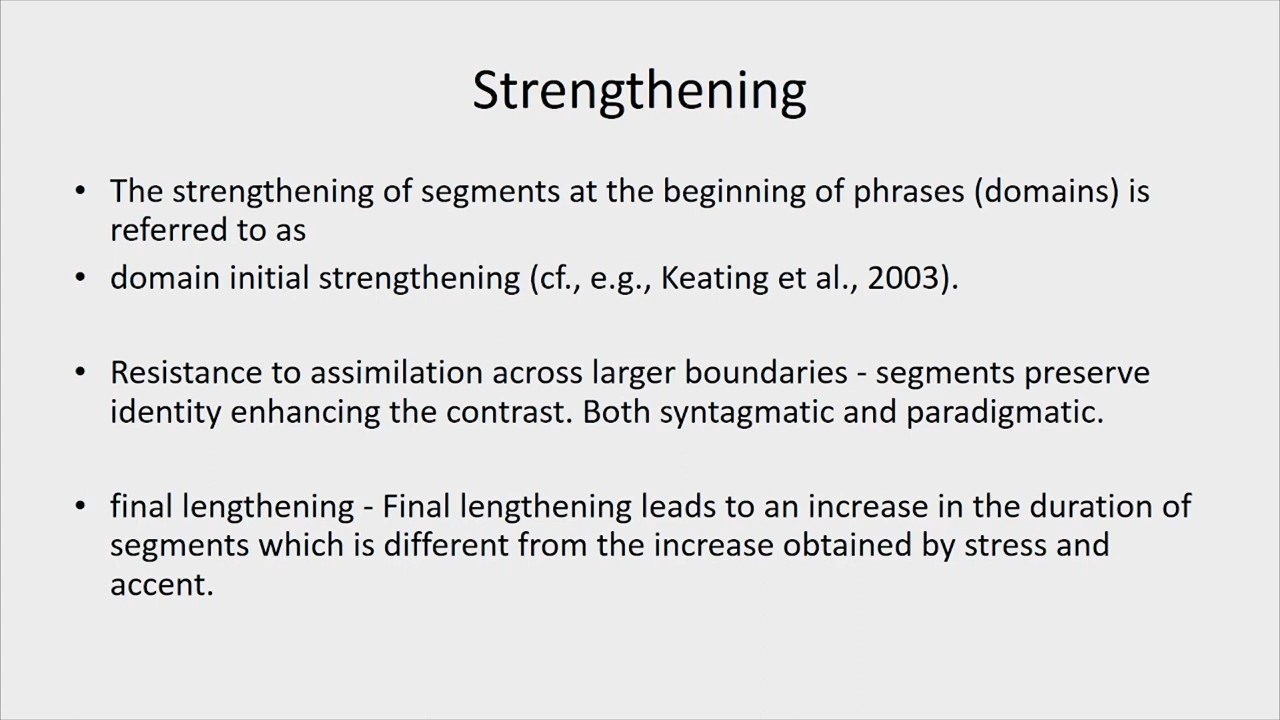 Strengthening
• The strengthening of segments at the beginning of phrases (domains) is
referred to as
• domain initial strengthening (cf., e.g., Keating et al., 2003).
• Resistance to assimilation across larger boundaries - segments preserve
identity enhancing the contrast. Both syntagmatic and paradigmatic.
• final lengthening - Final lengthening leads to an increase in the duration of
segments which is different from the increase obtained by stress and
accent.